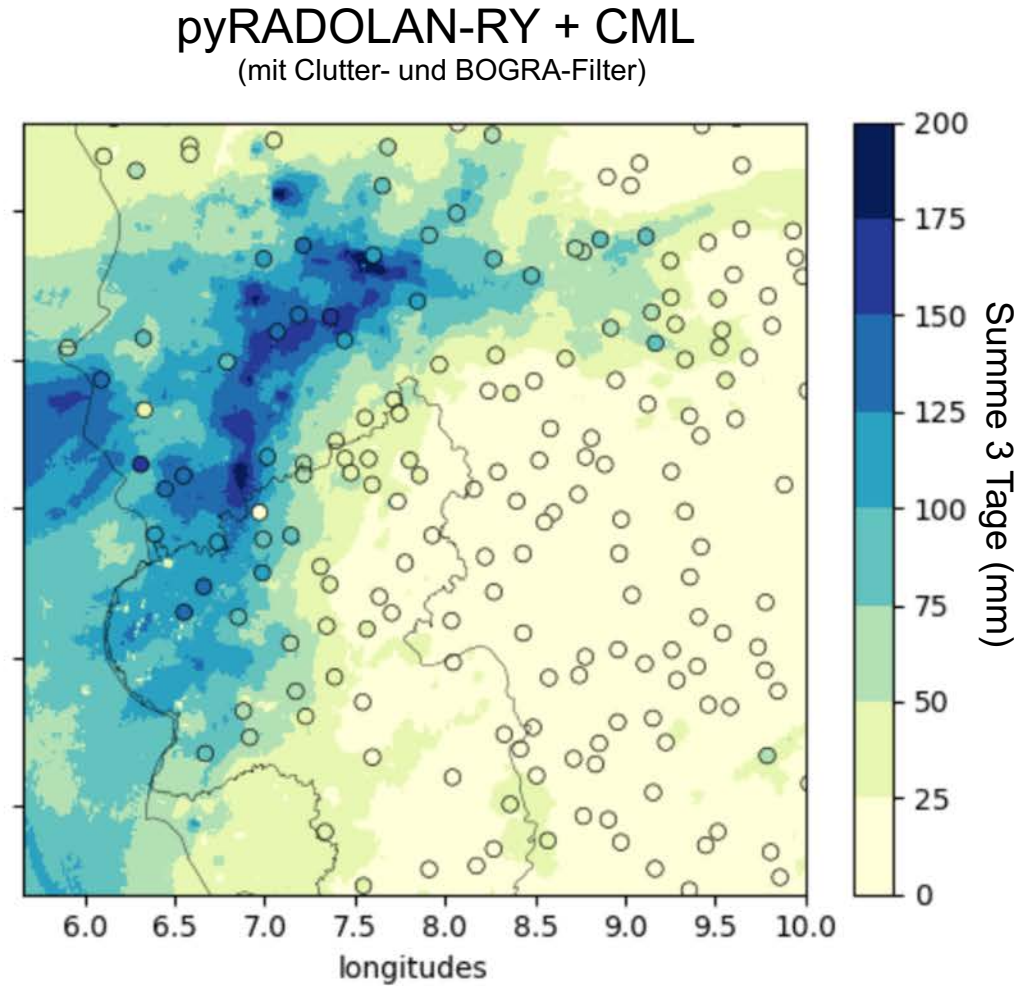 pyRADOLAN-RY + CML
(mit Clutter- und BOGRA-Filter)
200
175
150
125
100
75
50
25
0
Summe 3 Tage (mm)
6.0 6.5 7.0 7.5 8.0 8.5 9.0 9.5 10.0
longitudes